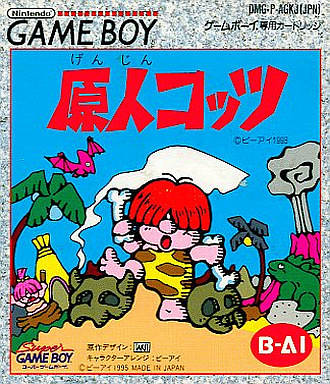 Nintendo
GAME BOY
DMG-P-AGKJ(JPN)
ゲームボーイ専用カートリッジ
げんじん
原人コッツ
©ビーアイ1995
Super
GAME BOY
スーパーゲームボーイ
原作デザイン:
キャラクターアレンジ:ビーアイ
©ビーアイ 1995 MADE IN JAPAN
B-AI